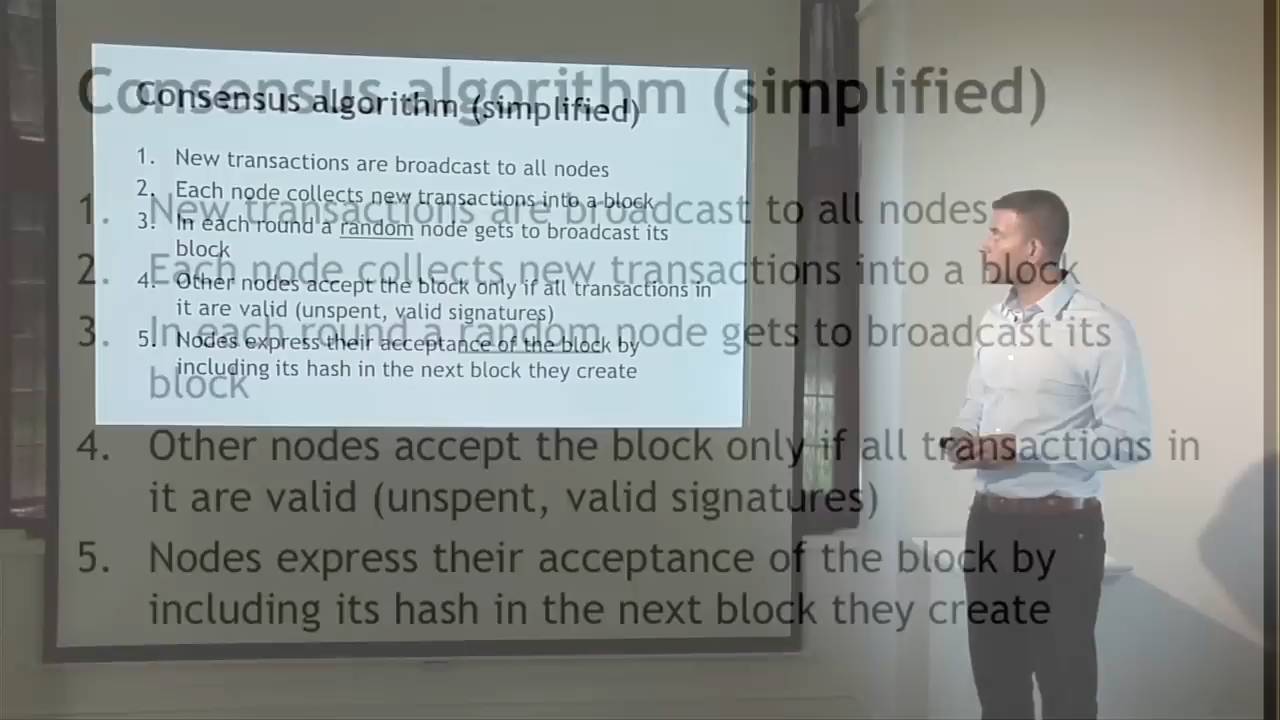 Consensus algorithm (simplified)
1. New transactions are broadcast to all nodes
2. Each node collects new transactions into a block
3. In each round a random node gets to broadcast its
block
4. Other nodes accept the block only if all transactions in
it are valid (unspent, valid signatures)
5. Nodes express their acceptance of the block by
including its hash in the next block they create
Consensus algorithm (simplified)
1. New transactions are broadcast to all nodes
2. Each node collects new transactions into a block
3. In each round a random node gets to broadcast its
block
4. Other nodes accept the block only if all transactions in
it are valid (unspent, valid signatures)
5. Nodes express their acceptance of the block by
including its hash in the next block they create